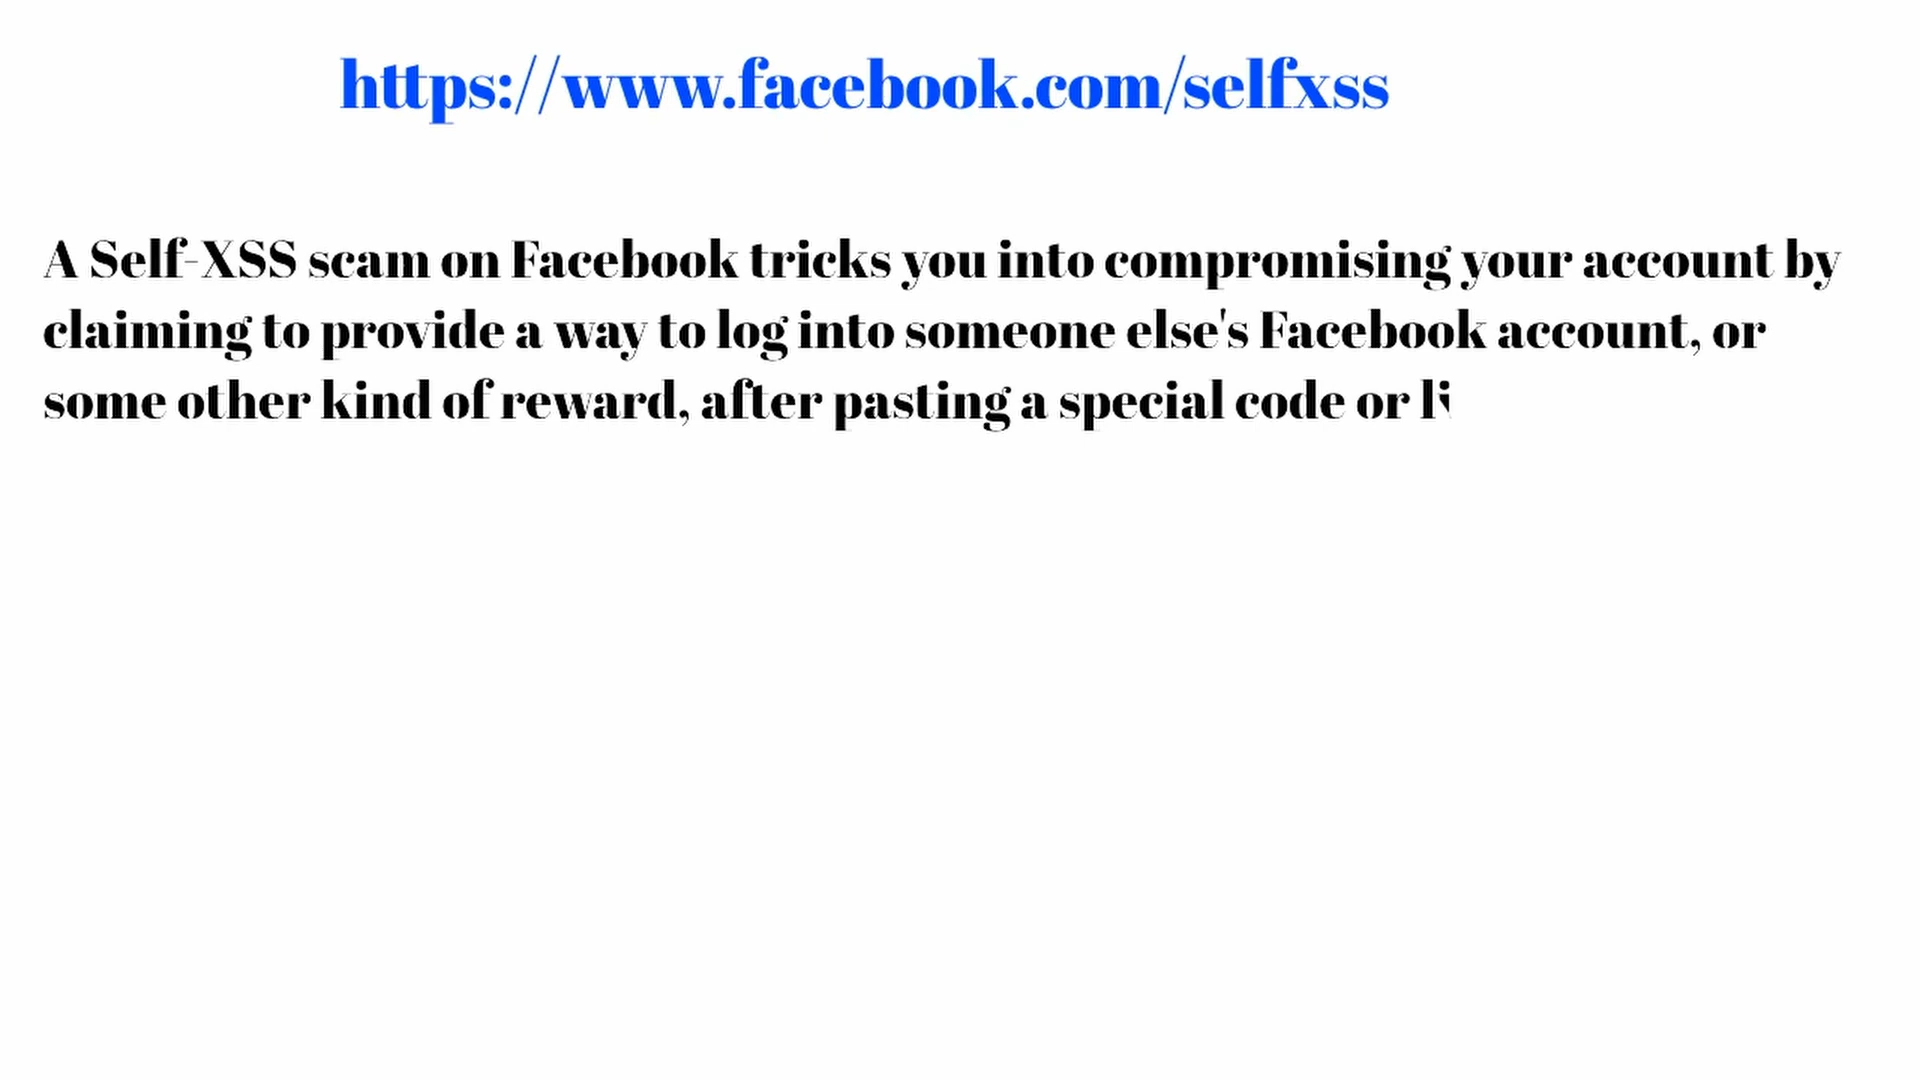 https://www.facebook.com/selfxss
A Self-XSS scam on Facebook tricks you into compromising your account by
claiming to provide a way to log into someone else's Facebook account, or
some other kind of reward, after pasting a special code or li